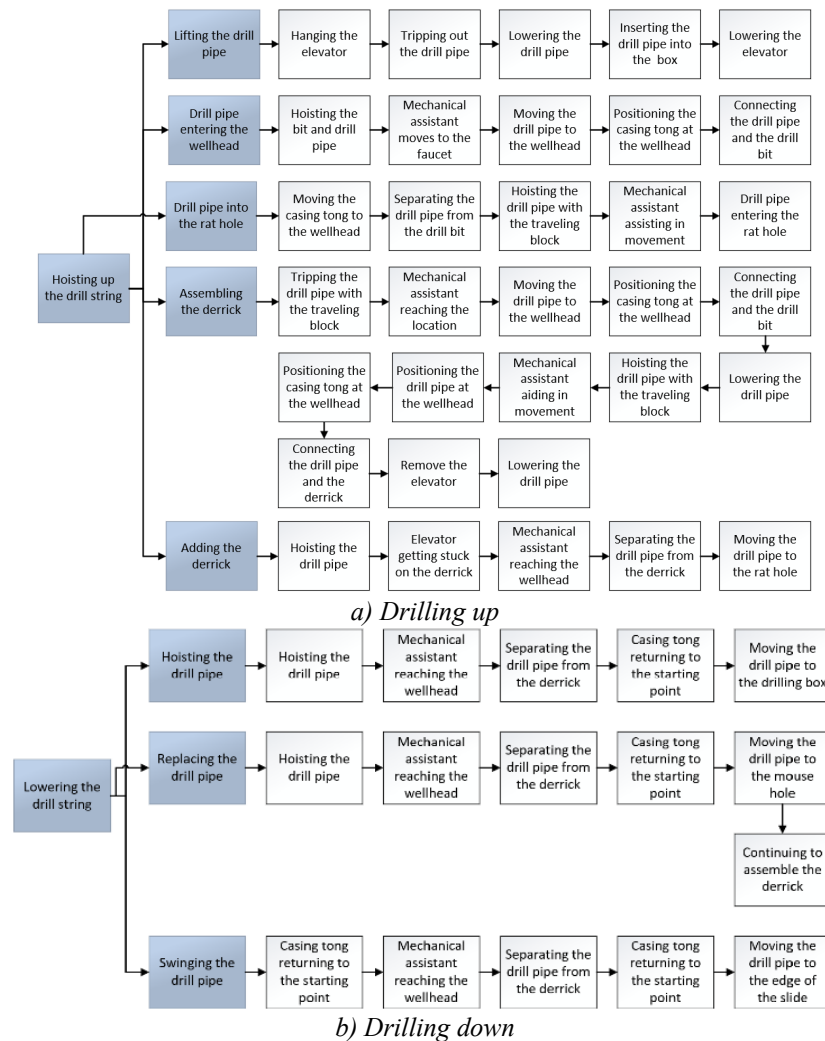 Lifting the drill
pipe
Hanging the
elevator
Tripping out
the drill pipe
Lowering the
drill pipe
Inserting the
drill pipe into
the box
Lowering the
elevator
Drill pipe
entering the
wellhead
Hoisting the
bit and drill
pipe
Mechanical
assistant
moves to the
faucet
Moving the
drill pipe to
the wellhead
Positioning the
casing tong at
the wellhead
Connecting
the drill pipe
and the drill
bit
Drill pipe into
the rat hole
Moving the
casing tong to
the wellhead
Separating the
drill pipe from
the drill bit
Hoisting the
drill pipe with
the traveling
block
Mechanical
assistant
assisting in
movement
Drill pipe
entering the
rat hole
Hoisting up
the drill string
Assembling
the derrick
Tripping the
drill pipe with
the traveling
block
Mechanical
assistant
reaching the
location
Moving the
drill pipe to
the wellhead
Positioning the
casing tong at
the wellhead
Connecting
the drill pipe
and the drill
bit
Positioning the
casing tong at
the wellhead
Positioning the
drill pipe at
the wellhead
Mechanical
assistant
aiding in
movement
Hoisting the
drill pipe with
the traveling
block
Lowering the
drill pipe
Connecting
the drill pipe
and the
derrick
Remove the
elevator
Lowering the
drill pipe
Adding the
derrick
Hoisting the
drill pipe
Elevator
getting stuck
on the derrick
Mechanical
assistant
reaching the
wellhead
Separating the
drill pipe from
the derrick
Moving the
drill pipe to
the rat hole
a) Drilling up
Hoisting the
drill pipe
Hoisting the
drill pipe
Mechanical
assistant
reaching the
wellhead
Separating the
drill pipe from
the derrick
Casing tong
returning to
the starting
point
Moving the
drill pipe to
the drilling box
Lowering the
drill string
Replacing the
drill pipe
Hoisting the
drill pipe
Mechanical
assistant
reaching the
wellhead
Separating the
drill pipe from
the derrick
Casing tong
returning to
the starting
point
Moving the
drill pipe to
the mouse
hole
Continuing to
assemble the
derrick
Swinging the
drill pipe
Casing tong
returning to
the starting
point
Mechanical
assistant
reaching the
wellhead
Separating the
drill pipe from
the derrick
Casing tong
returning to
the starting
point
Moving the
drill pipe to
the edge of
the slide
b) Drilling down